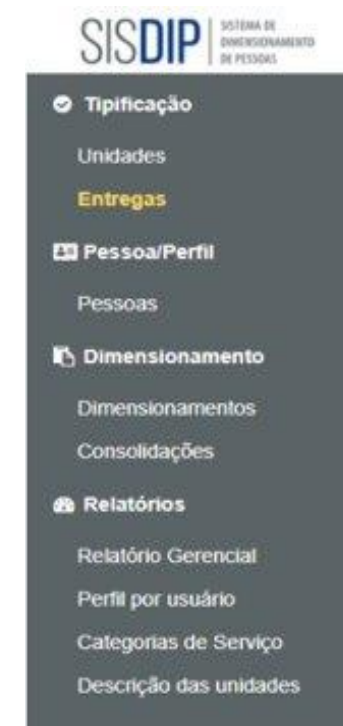 SISDIP
SISTEMA DE
DIMENSIONAMENTO
DE PESSOAS
Tipificação
Unidades
Entregas
Pessoa/Perfil
Pessoas
Dimensionamento
Dimensionamentos
Consolidações
Relatórios
Relatório Gerencial
Perfil por usuário
Categorias de Serviço
Descrição das unidades